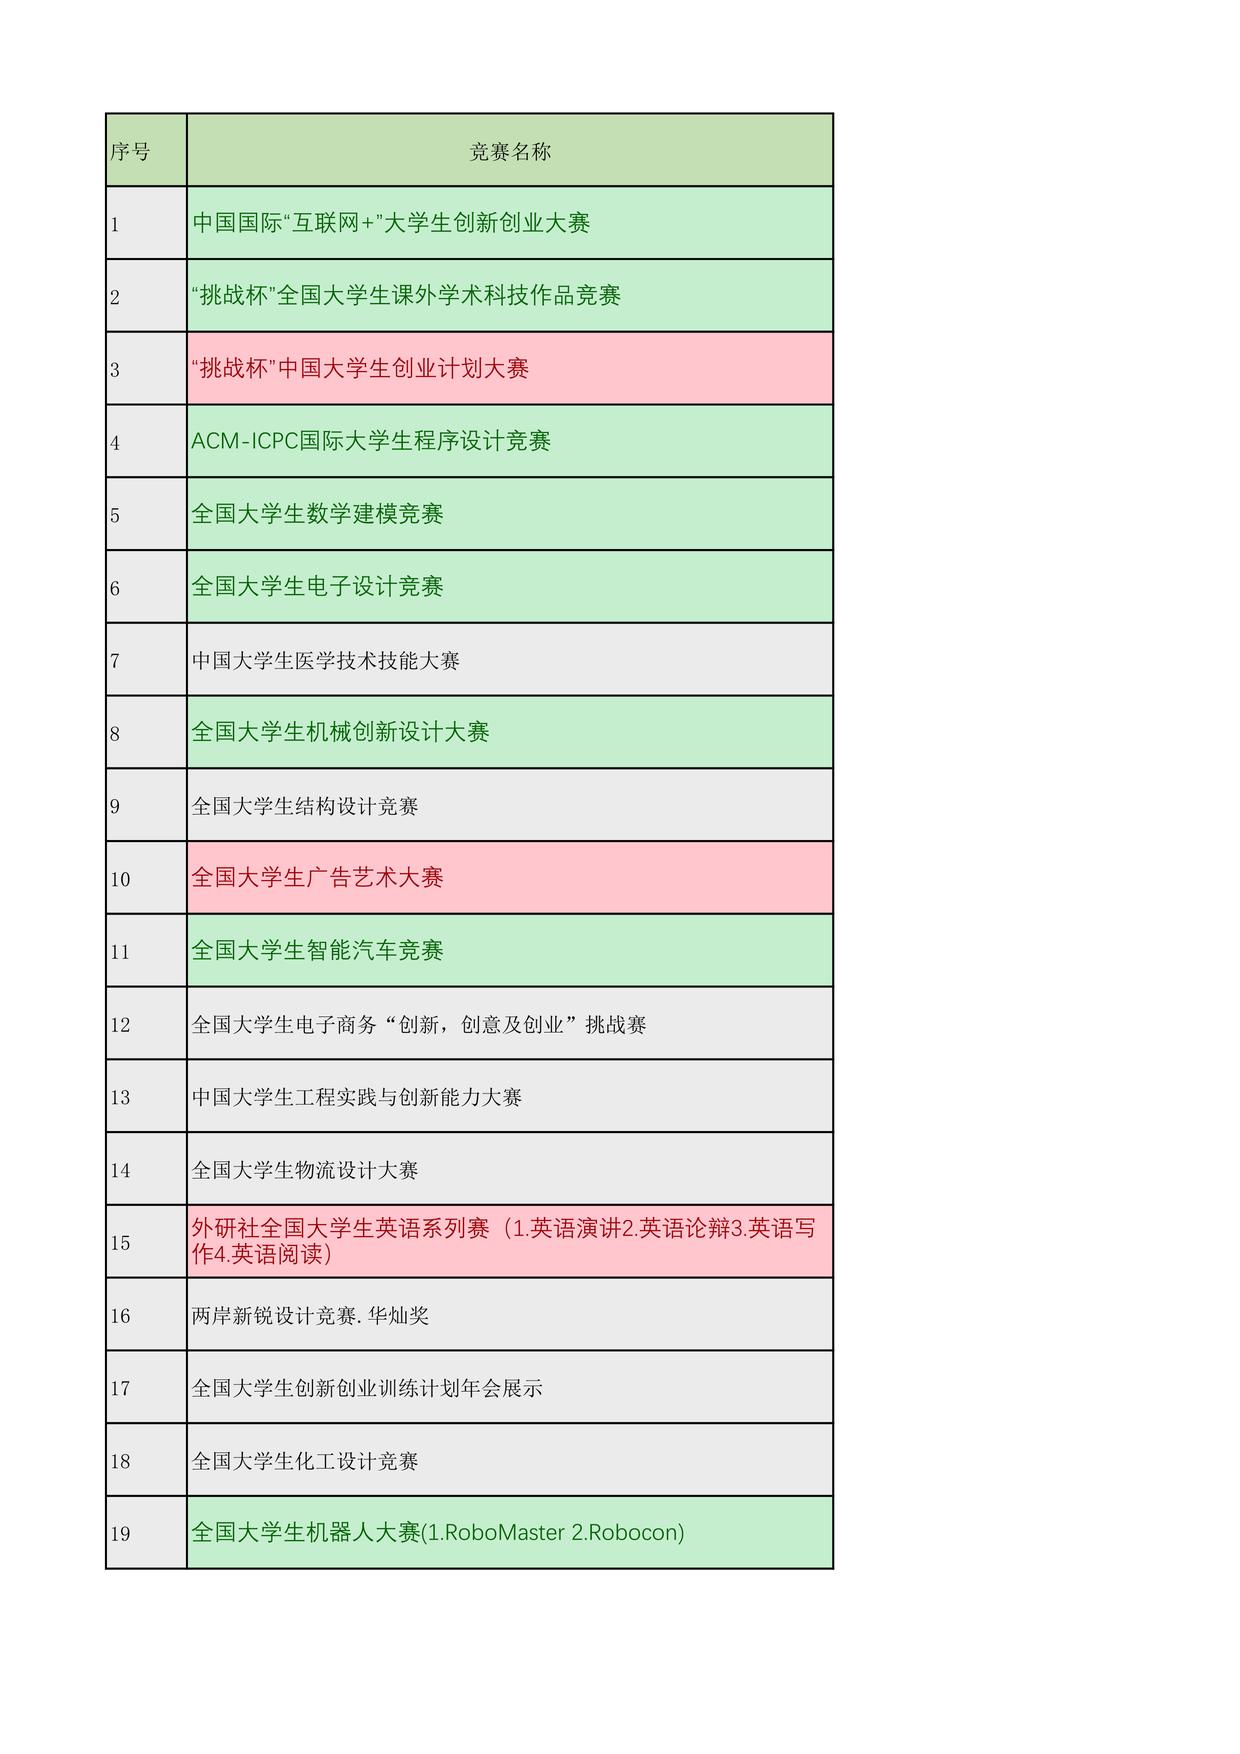 序号 竞赛名称
1 中国国际“互联网+”大学生创新创业大赛
2 “挑战杯”全国大学生课外学术科技作品竞赛
3 “挑战杯”中国大学生创业计划大赛
4 ACM-ICPC国际大学生程序设计竞赛
5 全国大学生数学建模竞赛
6 全国大学生电子设计竞赛
7 中国大学生医学技术技能大赛
8 全国大学生机械创新设计大赛
9 全国大学生结构设计竞赛
10 全国大学生广告艺术大赛
11 全国大学生智能汽车竞赛
12 全国大学生电子商务“创新，创意及创业”挑战赛
13 中国大学生工程实践与创新能力大赛
14 全国大学生物流设计大赛
15 外研社全国大学生英语系列赛（1.英语演讲2.英语论辩3.英语写
作4.英语阅读）
16 两岸新锐设计竞赛.华灿奖
17 全国大学生创新创业训练计划年会展示
18 全国大学生化工设计竞赛
19 全国大学生机器人大赛(1.RoboMaster 2.Robocon)